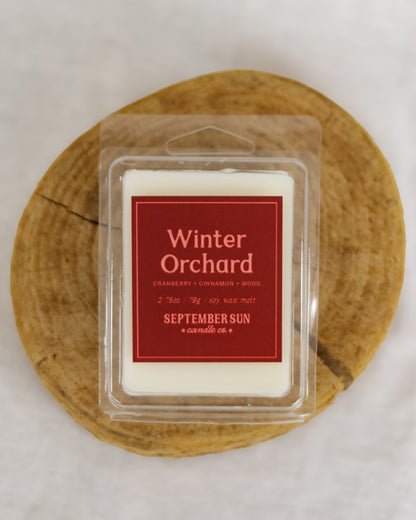 Winter
Orchard
CRANBERRY • CINNAMON • WOOD
2.75oz / 78g / soy wax melt
SEPTEMBER SUN
* candle co. *